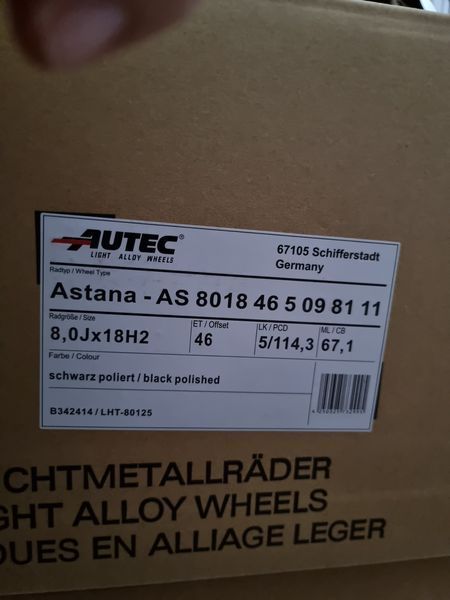 AUTEC®
LIGHT ALLOY WHEELS
67105 Schifferstadt
Germany
Radtyp / Wheel Type
Astana - AS 8018 46 5 09 81 11
Radgröße / Size
8,0Jx18H2
ET / Offset
46
LK / PCD
5/114,3
ML / CB
67,1
Farbe / Colour
schwarz poliert / black polished
B342414 / LHT-80125
CHTMETALLRÄDER
GHT ALLOY WHEELS
OUES EN ALLIAGE LEGER